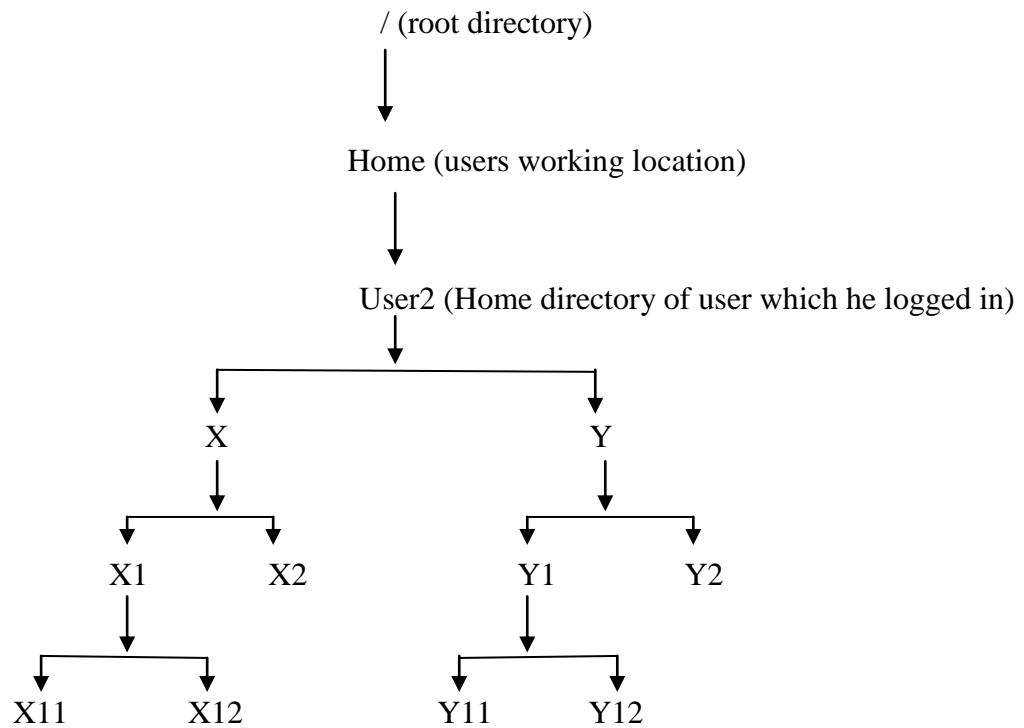 / (root directory)
Home (users working location)
User2 (Home directory of user which he logged in)
X Y
X1 X2 Y1 Y2
X11 X12 Y11 Y12